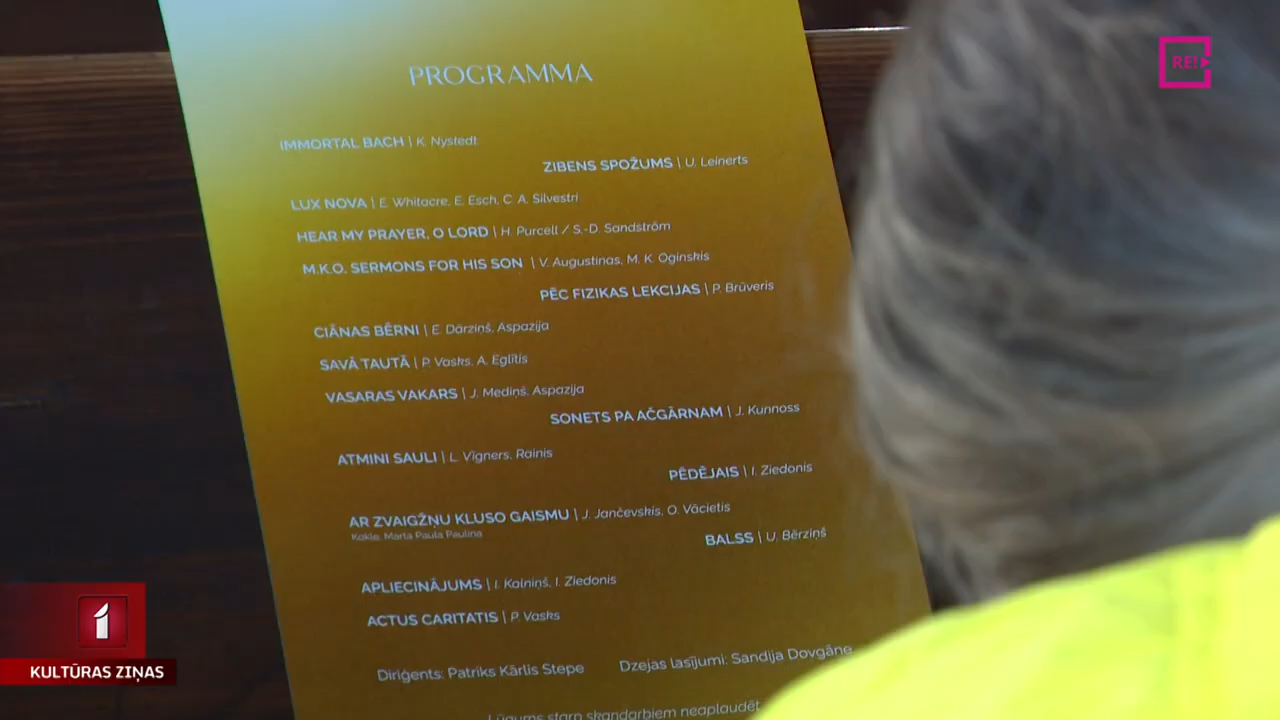 PROGRAMMA
RE!
IMMORTAL BACH | K. Nystedt
ZIBENS SPOŽUMS | U. Leinerts
LUX NOVA | E. Whitacre, E. Esch, C. A. Silvestri
HEAR MY PRAYER, O LORD | H. Purcell / S.-D. Sandström
M.K.O. SERMONS FOR HIS SON | V. Augustinas, M. K. Oginskis
PĒC FIZIKAS LEKCIJAS | P. Brūveris
CIĀNAS BĒRNI | E. Dārziņš, Aspazija
SAVĀ TAUTĀ | P. Vasks, A. Eglītis
VASARAS VAKARS | J. Mediņš, Aspazija
SONETS PA AČGĀRNAM | J. Kunnoss
ATMINI SAULI | L. Vīgners, Rainis
PĒDĒJAIS | I. Ziedonis
AR ZVAIGŽŅU KLUSO GAISMU | J. Jančevskis, O. Vācietis
Kokle: Marta Paula Pauliņa
BALSS | U. Bērziņš
APLIECINĀJUMS | I. Kalniņš, I. Ziedonis
ACTUS CARITATIS | P. Vasks
Diriģents: Patriks Kārlis Stepe
Dzejas lasījumi: Sandija Dovgāne
Lūgums starp skaņdarbiem neaplaudēt
1
KULTŪRAS ZIŅAS